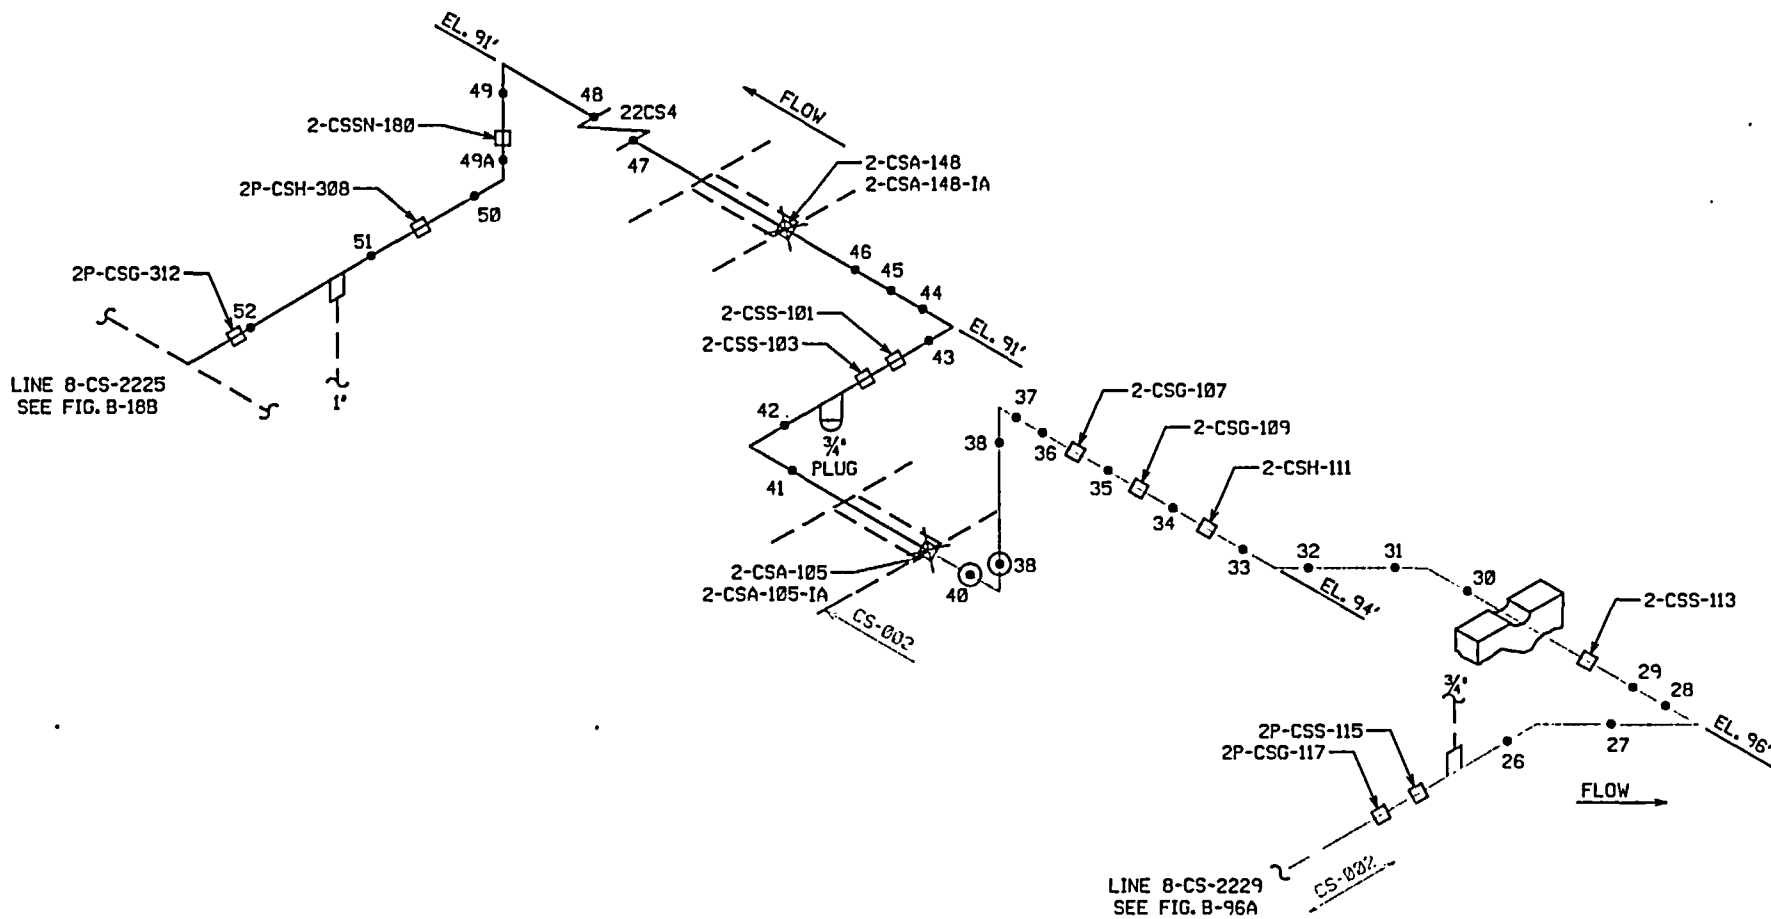 EL. 91'
49
48
22CS4
FLOW
2-CSSN-180
47
49A
2-CSA-148
2-CSA-148-IA
2P-CSH-308
50
51
46
45
2P-CSG-312
44
52
2-CSS-101
EL. 91'
2-CSS-103
43
LINE 8-CS-2225
SEE FIG. B-18B
1"
37
2-CSG-107
42
38
36
2-CSG-109
3/4"
PLUG
35
2-CSH-111
41
34
33
32
31
2-CSA-105
2-CSA-105-IA
40
38
30
EL. 94'
2-CSS-113
CS-002
29
28
3/4"
2P-CSS-115
2P-CSG-117
26
27
EL. 96'
FLOW
LINE 8-CS-2229
SEE FIG. B-96A
CS-002